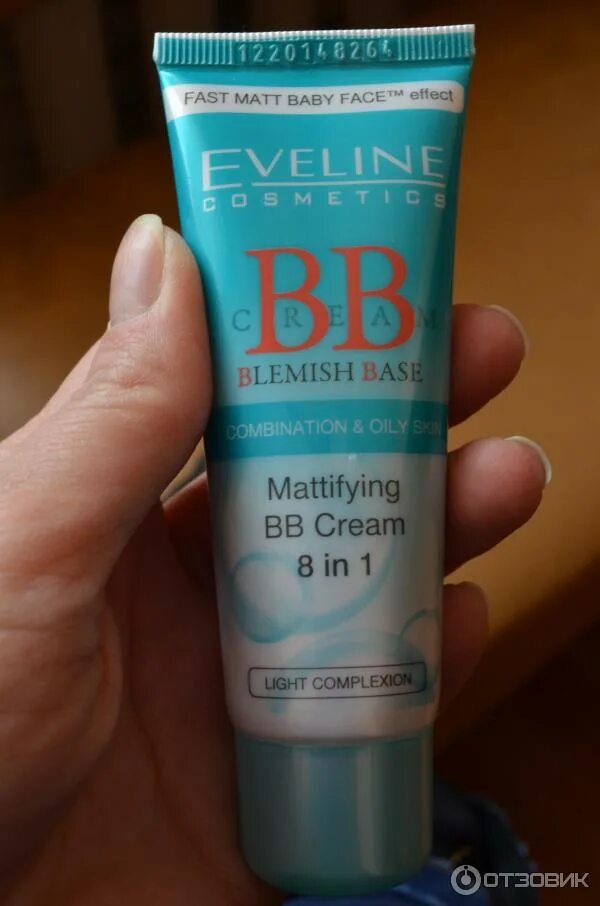 1220148264
FAST MATT BABY FACE™ effect
EVELINE
COSMETICS
BB
CREAM
BLEMISH BASE
COMBINATION & OILY SKIN
Mattifying
BB Cream
8 in 1
LIGHT COMPLEXION
ОТЗОВИК